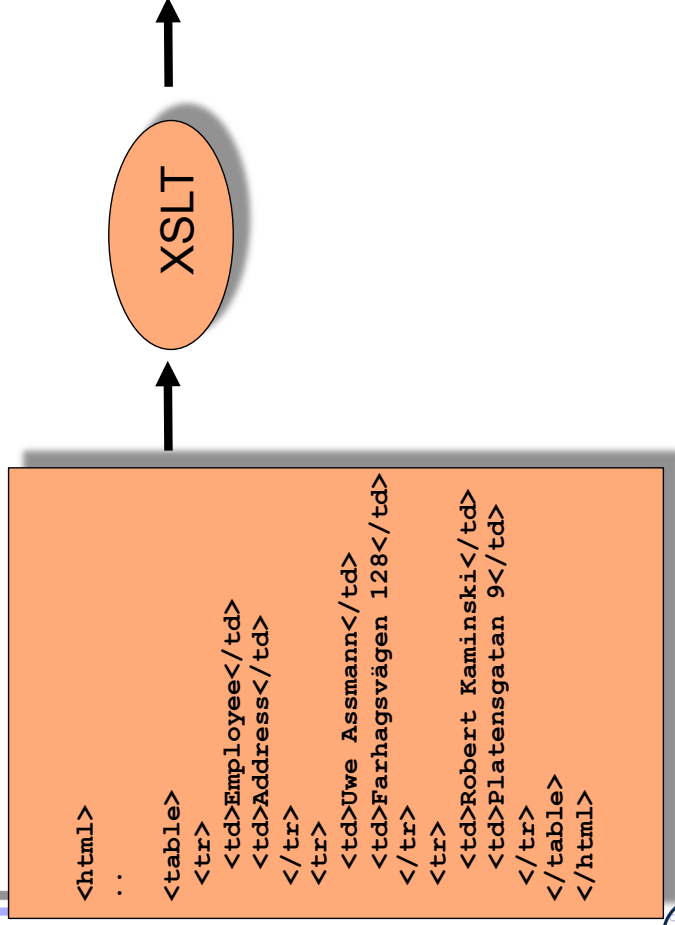 <html>
..
<table>
<tr>
<td>Employee</td>
<td>Address</td>
</tr>
<tr>
<td>Uwe Assmann</td>
<td>Farhagsvägen 128</td>
</tr>
<tr>
<td>Robert Kaminski</td>
<td>Platensgatan 9</td>
</tr>
</table>
</html>
XSLT